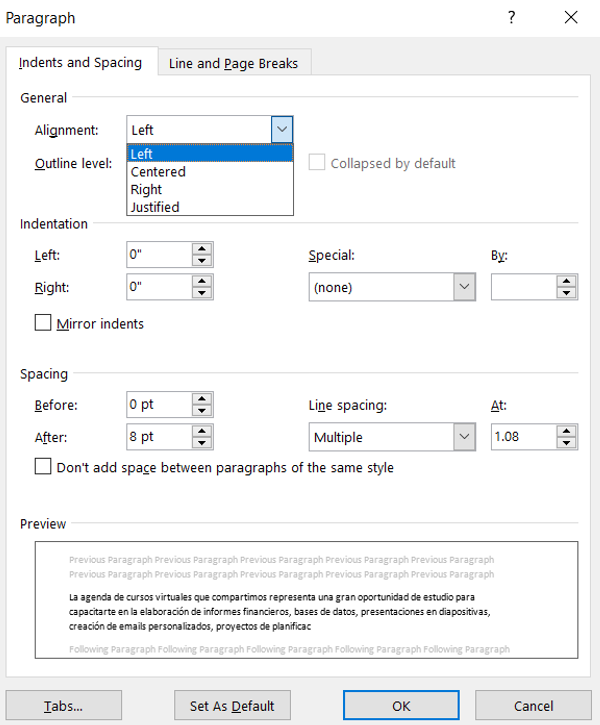 Paragraph ? ×
Indents and Spacing Line and Page Breaks
General
Alignment: Left
Left
Outline level: Collapsed by default
Centered
Right
Justified
Indentation
Left: 0" Special: By:
Right: 0" (none)
Mirror indents
Spacing
Before: 0 pt Line spacing: At:
After: 8 pt Multiple 1.08
Don't add space between paragraphs of the same style
Preview
Previous Paragraph Previous Paragraph Previous Paragraph Previous Paragraph Previous Paragraph
Previous Paragraph Previous Paragraph Previous Paragraph Previous Paragraph Previous Paragraph
La agenda de cursos virtuales que compartimos representa una gran oportunidad de estudio para
capacitarte en la elaboración de informes financieros, bases de datos, presentaciones en diapositivas,
creación de emails personalizados, proyectos de planificac
Following Paragraph Following Paragraph Following Paragraph Following Paragraph Following Paragraph
Tabs... Set As Default OK Cancel